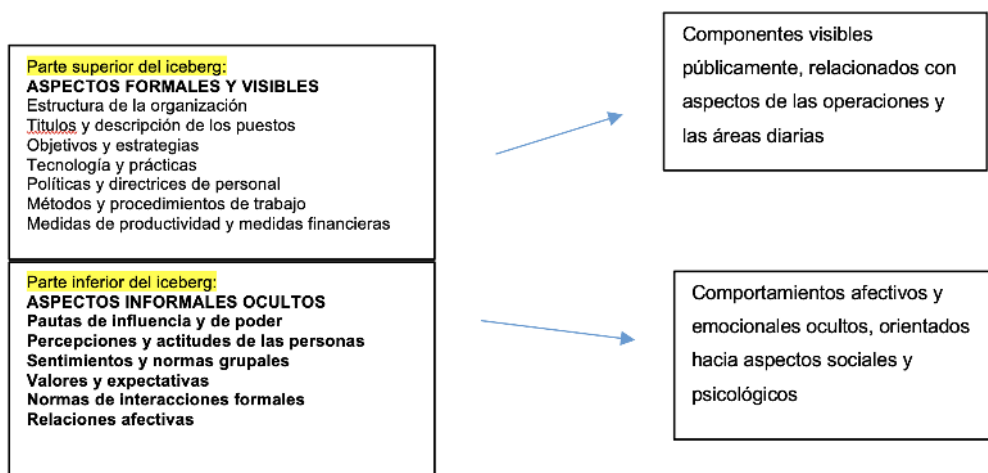 Parte superior del iceberg:
ASPECTOS FORMALES Y VISIBLES
Estructura de la organización
Titulos y descripción de los puestos
Objetivos y estrategias
Tecnología y prácticas
Políticas y directrices de personal
Métodos y procedimientos de trabajo
Medidas de productividad y medidas financieras
Componentes visibles
públicamente, relacionados con
aspectos de las operaciones y
las áreas diarias
Parte inferior del iceberg:
ASPECTOS INFORMALES OCULTOS
Pautas de influencia y de poder
Percepciones y actitudes de las personas
Sentimientos y normas grupales
Valores y expectativas
Normas de interacciones formales
Relaciones afectivas
Comportamientos afectivos y
emocionales ocultos, orientados
hacia aspectos sociales y
psicológicos